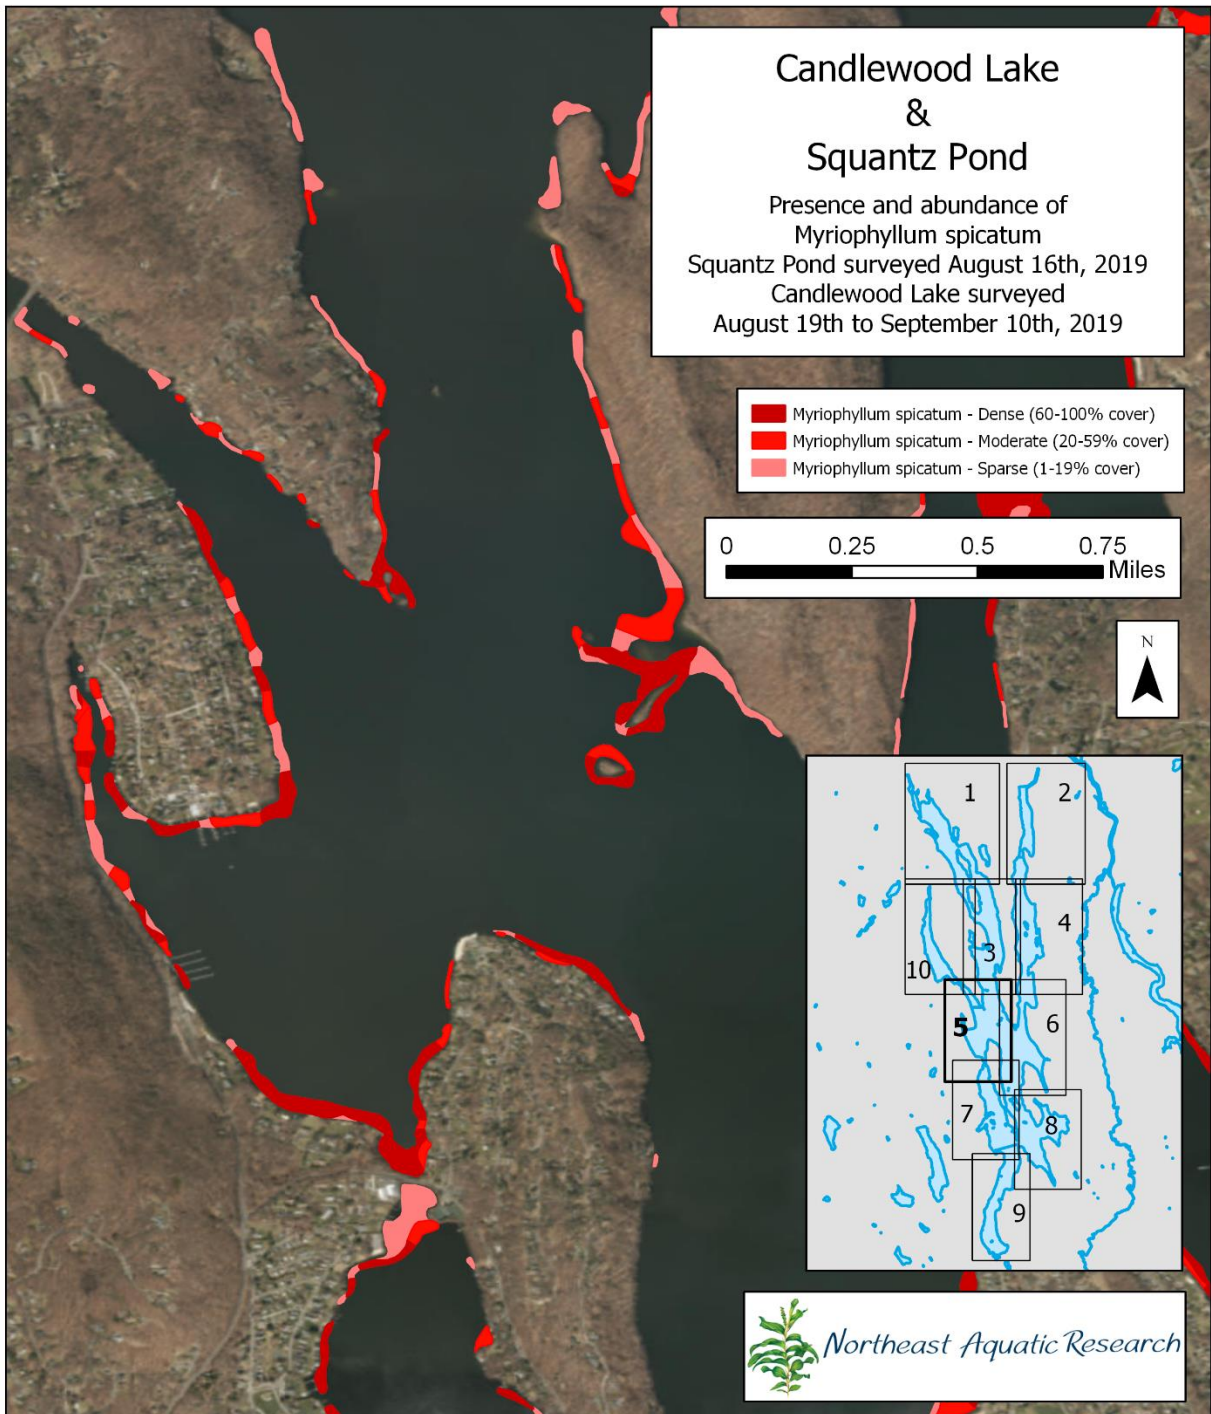 Candlewood Lake
&
Squantz Pond
Presence and abundance of
Myriophyllum spicatum
Squantz Pond surveyed August 16th, 2019
Candlewood Lake surveyed
August 19th to September 10th, 2019
Myriophyllum spicatum - Dense (60-100% cover)
Myriophyllum spicatum - Moderate (20-59% cover)
Myriophyllum spicatum - Sparse (1-19% cover)
0 0.25 0.5 0.75
Miles
N
1 2
3 4
10
5 6
7 8
9
Northeast Aquatic Research